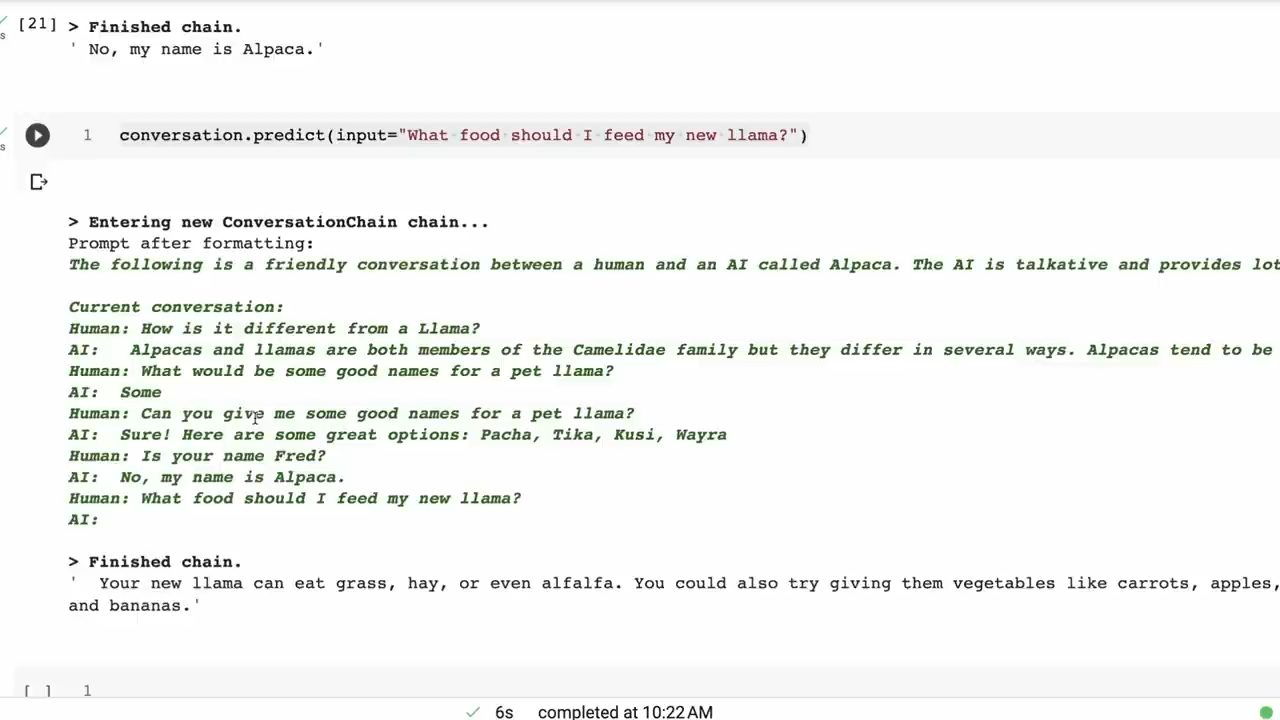 [21] > Finished chain.
' No, my name is Alpaca.'
1 conversation.predict(input="What food should I feed my new llama?")
> Entering new ConversationChain chain...
Prompt after formatting:
The following is a friendly conversation between a human and an AI called Alpaca. The AI is talkative and provides lot
Current conversation:
Human: How is it different from a Llama?
AI: Alpacas and llamas are both members of the Camelidae family but they differ in several ways. Alpacas tend to be
Human: What would be some good names for a pet llama?
AI: Some
Human: Can you give me some good names for a pet llama?
AI: Sure! Here are some great options: Pacha, Tika, Kusi, Wayra
Human: Is your name Fred?
AI: No, my name is Alpaca.
Human: What food should I feed my new llama?
AI:
> Finished chain.
' Your new llama can eat grass, hay, or even alfalfa. You could also try giving them vegetables like carrots, apples,
and bananas.'
[ ] 1
6s completed at 10:22 AM